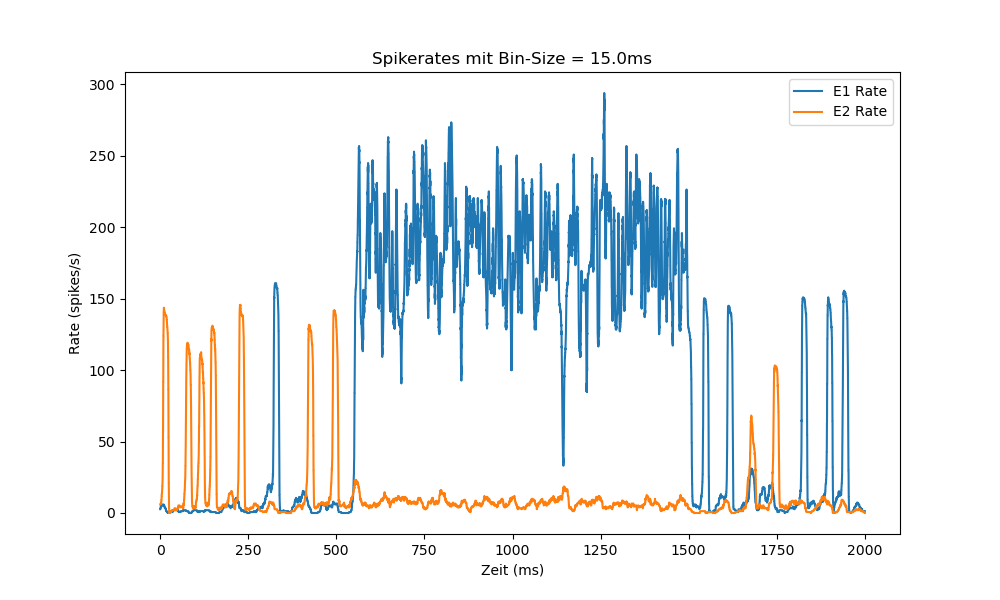 Spikerates mit Bin-Size = 15.0ms
E1 Rate
E2 Rate
300
250
200
150
100
50
0
Rate (spikes/s)
0 250 500 750 1000 1250 1500 1750 2000
Zeit (ms)